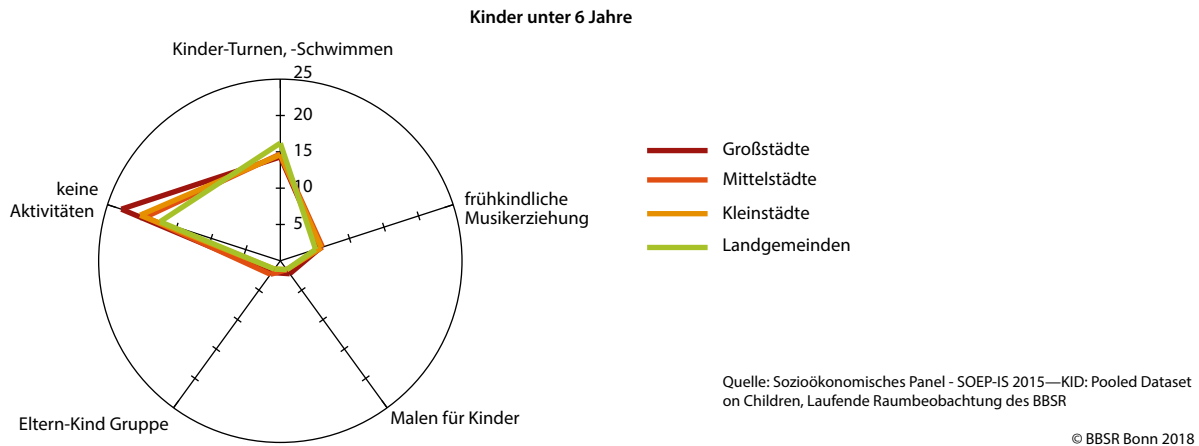 Kinder unter 6 Jahre
Kinder-Turnen, -Schwimmen
25
20
15
10
5
keine
Aktivitäten
frühkindliche
Musikerziehung
Eltern-Kind Gruppe
Malen für Kinder
Großstädte
Mittelstädte
Kleinstädte
Landgemeinden
Quelle: Sozioökonomisches Panel - SOEP-IS 2015—KID: Pooled Dataset
on Children, Laufende Raumbeobachtung des BBSR
© BBSR Bonn 2018